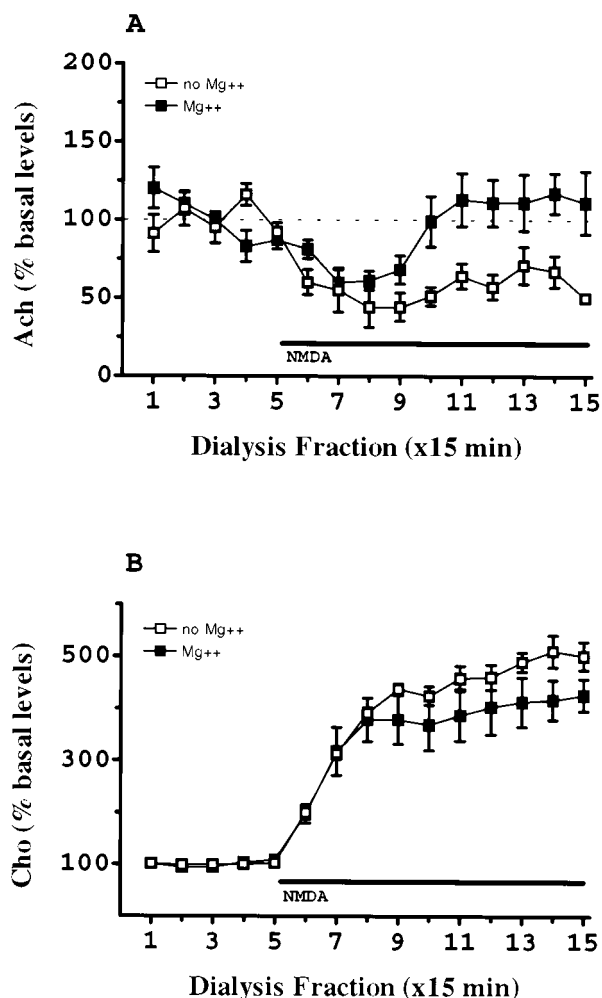 A
200
no Mg++
Mg++
150
100
50
0
Ach (% basal levels)
NMDA
1 3 5 7 9 11 13 15
Dialysis Fraction (x15 min)
B
no Mg++
Mg++
500
300
100
Cho (% basal levels)
NMDA
1 3 5 7 9 11 13 15
Dialysis Fraction (x15 min)